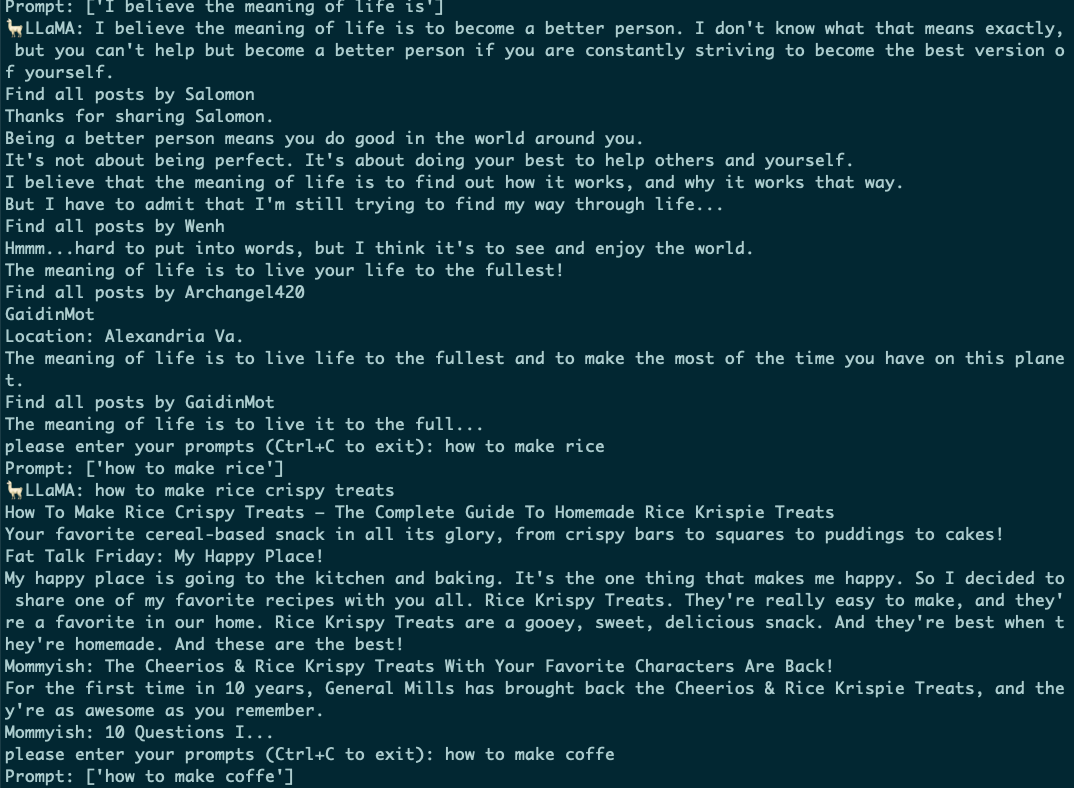 Prompt: ['I believe the meaning of life is']
🦙LLaMA: I believe the meaning of life is to become a better person. I don't know what that means exactly,
 but you can't help but become a better person if you are constantly striving to become the best version o
f yourself.
Find all posts by Salomon
Thanks for sharing Salomon.
Being a better person means you do good in the world around you.
It's not about being perfect. It's about doing your best to help others and yourself.
I believe that the meaning of life is to find out how it works, and why it works that way.
But I have to admit that I'm still trying to find my way through life...
Find all posts by Wenh
Hmmm...hard to put into words, but I think it's to see and enjoy the world.
The meaning of life is to live your life to the fullest!
Find all posts by Archangel420
GaidinMot
Location: Alexandria Va.
The meaning of life is to live life to the fullest and to make the most of the time you have on this plane
t.
Find all posts by GaidinMot
The meaning of life is to live it to the full...
please enter your prompts (Ctrl+C to exit): how to make rice
Prompt: ['how to make rice']
🦙LLaMA: how to make rice crispy treats
How To Make Rice Crispy Treats – The Complete Guide To Homemade Rice Krispie Treats
Your favorite cereal-based snack in all its glory, from crispy bars to squares to puddings to cakes!
Fat Talk Friday: My Happy Place!
My happy place is going to the kitchen and baking. It's the one thing that makes me happy. So I decided to
 share one of my favorite recipes with you all. Rice Krispy Treats. They're really easy to make, and they'
re a favorite in our home. Rice Krispy Treats are a gooey, sweet, delicious snack. And they're best when t
hey're homemade. And these are the best!
Mommyish: The Cheerios & Rice Krispy Treats With Your Favorite Characters Are Back!
For the first time in 10 years, General Mills has brought back the Cheerios & Rice Krispie Treats, and the
y're as awesome as you remember.
Mommyish: 10 Questions I...
please enter your prompts (Ctrl+C to exit): how to make coffe
Prompt: ['how to make coffe']